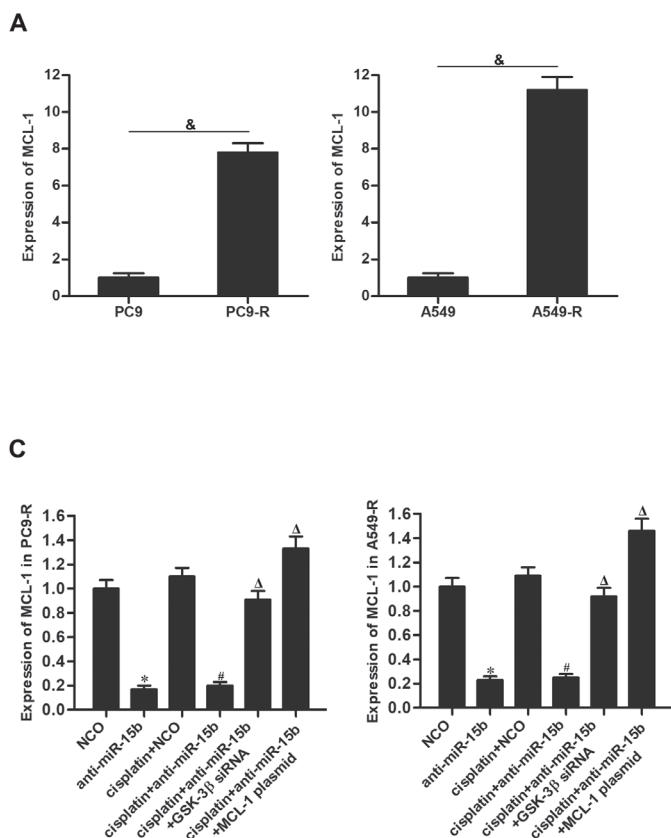 A
&
Expression of MCL-1
12
10
8
6
4
2
0
PC9
PC9-R
&
Expression of MCL-1
12
10
8
6
4
2
0
A549
A549-R
C
Expression of MCL-1 in PC9-R
1.6
1.4
1.2
1.0
0.8
0.6
0.4
0.2
0.0
*
#
Δ
Δ
NCO
anti-miR-15b
cisplatin+NCO
cisplatin+anti-miR-15b
cisplatin+anti-miR-15b
+GSK-3β siRNA
cisplatin+anti-miR-15b
+MCL-1 plasmid
Expression of MCL-1 in A549-R
1.6
1.4
1.2
1.0
0.8
0.6
0.4
0.2
0.0
*
#
Δ
Δ
NCO
anti-miR-15b
cisplatin+NCO
cisplatin+anti-miR-15b
cisplatin+anti-miR-15b
+GSK-3β siRNA
cisplatin+anti-miR-15b
+MCL-1 plasmid